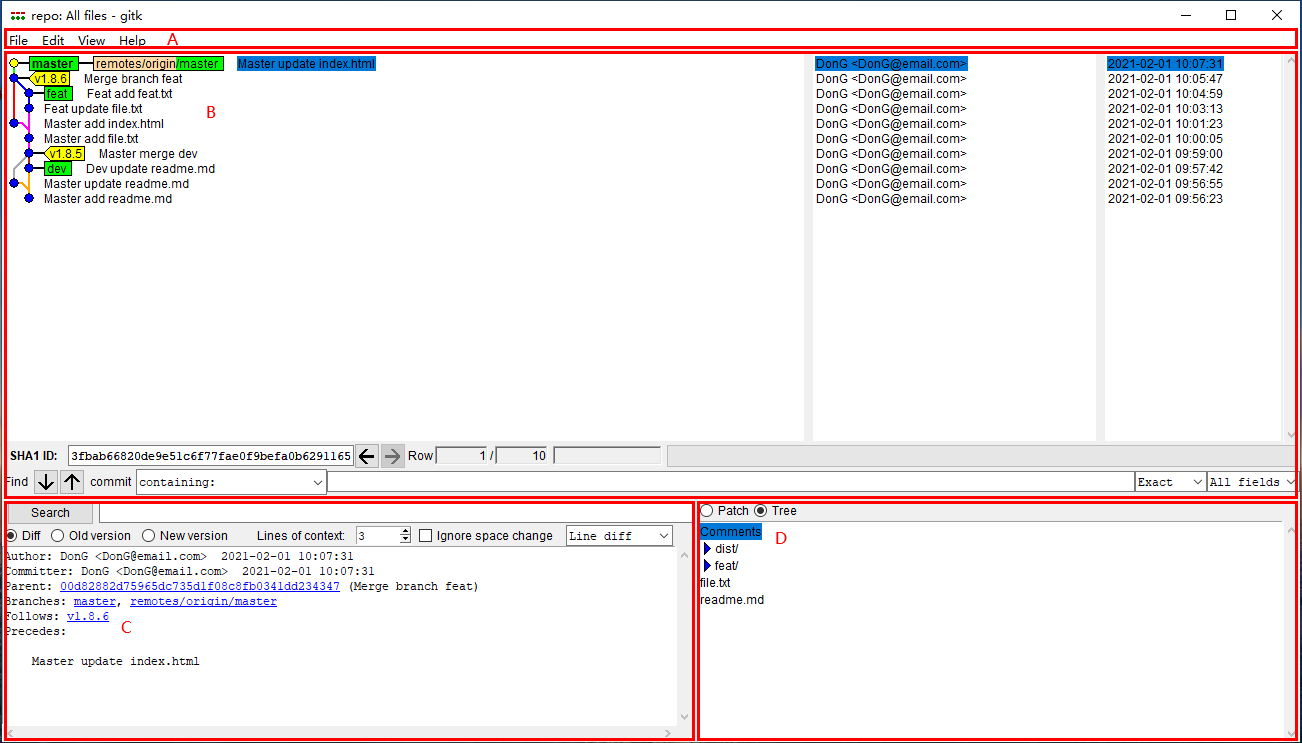 repo: All files - gitk
File Edit View Help A
master remotes/origin/master Master update index.html DonG <DonG@email.com> 2021-02-01 10:07:31
v1.8.6 Merge branch feat DonG <DonG@email.com> 2021-02-01 10:05:47
feat Feat add feat.txt DonG <DonG@email.com> 2021-02-01 10:04:59
Feat update file.txt DonG <DonG@email.com> 2021-02-01 10:03:13
B
Master add index.html DonG <DonG@email.com> 2021-02-01 10:01:23
Master add file.txt DonG <DonG@email.com> 2021-02-01 10:00:05
v1.8.5 Master merge dev DonG <DonG@email.com> 2021-02-01 09:59:00
dev Dev update readme.md DonG <DonG@email.com> 2021-02-01 09:57:42
Master update readme.md DonG <DonG@email.com> 2021-02-01 09:56:55
Master add readme.md DonG <DonG@email.com> 2021-02-01 09:56:23
SHA1 ID: 3fbab66820de9e51c6f77fae0f9befa0b6291165 Row 1 / 10
Find commit containing: Exact All fields
Search
Diff Old version New version Lines of context: 3 Ignore space change Line diff
Author: DonG <DonG@email.com> 2021-02-01 10:07:31
Committer: DonG <DonG@email.com> 2021-02-01 10:07:31
Parent: 00d82882d75965dc735d1f08c8fb0341dd234347 (Merge branch feat)
Branches: master, remotes/origin/master
Follows: v1.8.6
C
Precedes:
Master update index.html
Patch Tree
Comments
D
dist/
feat/
file.txt
readme.md